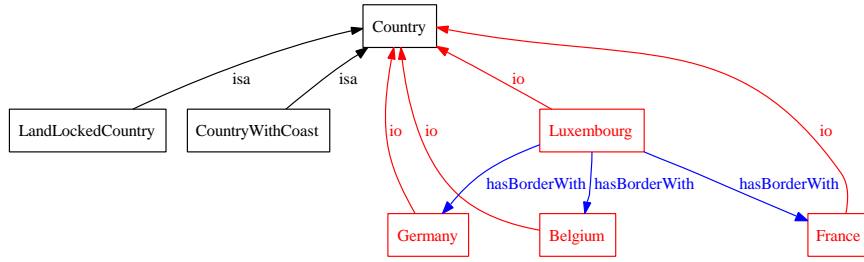 Country
isa
isa
io
LandLockedCountry
CountryWithCoast
io
io
Luxembourg
io
hasBorderWith
hasBorderWith
hasBorderWith
Germany
Belgium
France